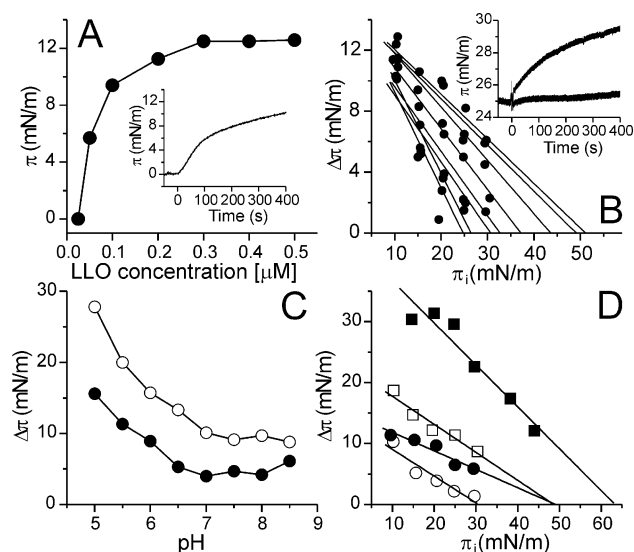 A
π (mN/m)
12
8
4
0
0.0 0.1 0.2 0.3 0.4 0.5
LLO concentration [µM]
π (mN/m)
12
8
4
0
0 100 200 300 400
Time (s)
B
Δπ (mN/m)
12
9
6
3
0
10 20 30 40 50
πi(mN/m)
π (mN/m)
30
28
26
24
0 100 200 300 400
Time (s)
C
Δπ (mN/m)
30
20
10
0
5 6 7 8 9
pH
D
Δπ (mN/m)
30
20
10
0
10 20 30 40 50 60
πi(mN/m)